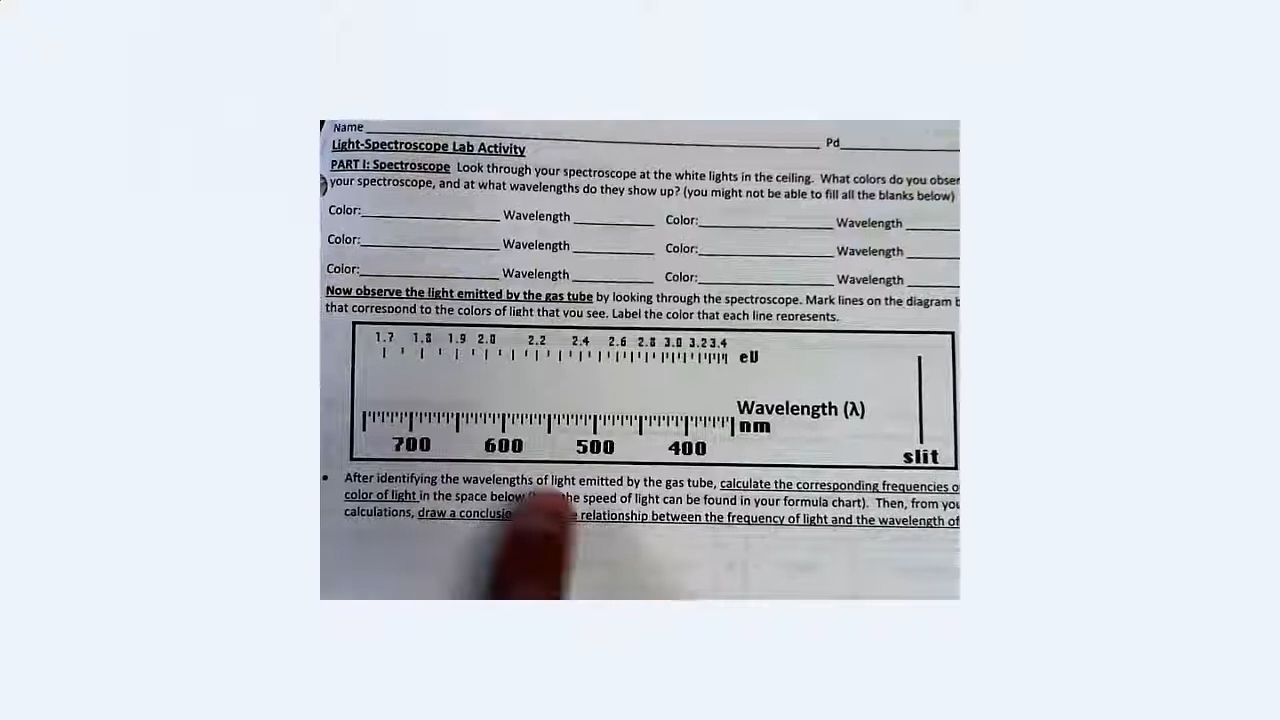 Name Pd
Light-Spectroscope Lab Activity
PART I: Spectroscope Look through your spectroscope at the white lights in the ceiling. What colors do you
your spectroscope, and at what wavelengths do they show up? (you might not be able to fill all the blanks below)
Color: Wavelength Color: Wavelength
Color: Wavelength Color: Wavelength
Color: Wavelength Color: Wavelength
Now observe the light emitted by the gas tube by looking through the spectroscope. Mark lines on the diagram
that correspond to the colors of light that you see. Label the color that each line represents.
1.7 1.8 1.9 2.0 2.2 2.4 2.6 2.8 3.0 3.2 3.4 eV
Wavelength (λ)
nm
700 600 500 400
slit
• After identifying the wavelengths of light emitted by the gas tube, calculate the corresponding frequencies
color of light in the space below the speed of light can be found in your formula chart). Then, from
calculations, draw a relationship between the frequency of light and the wavelength of